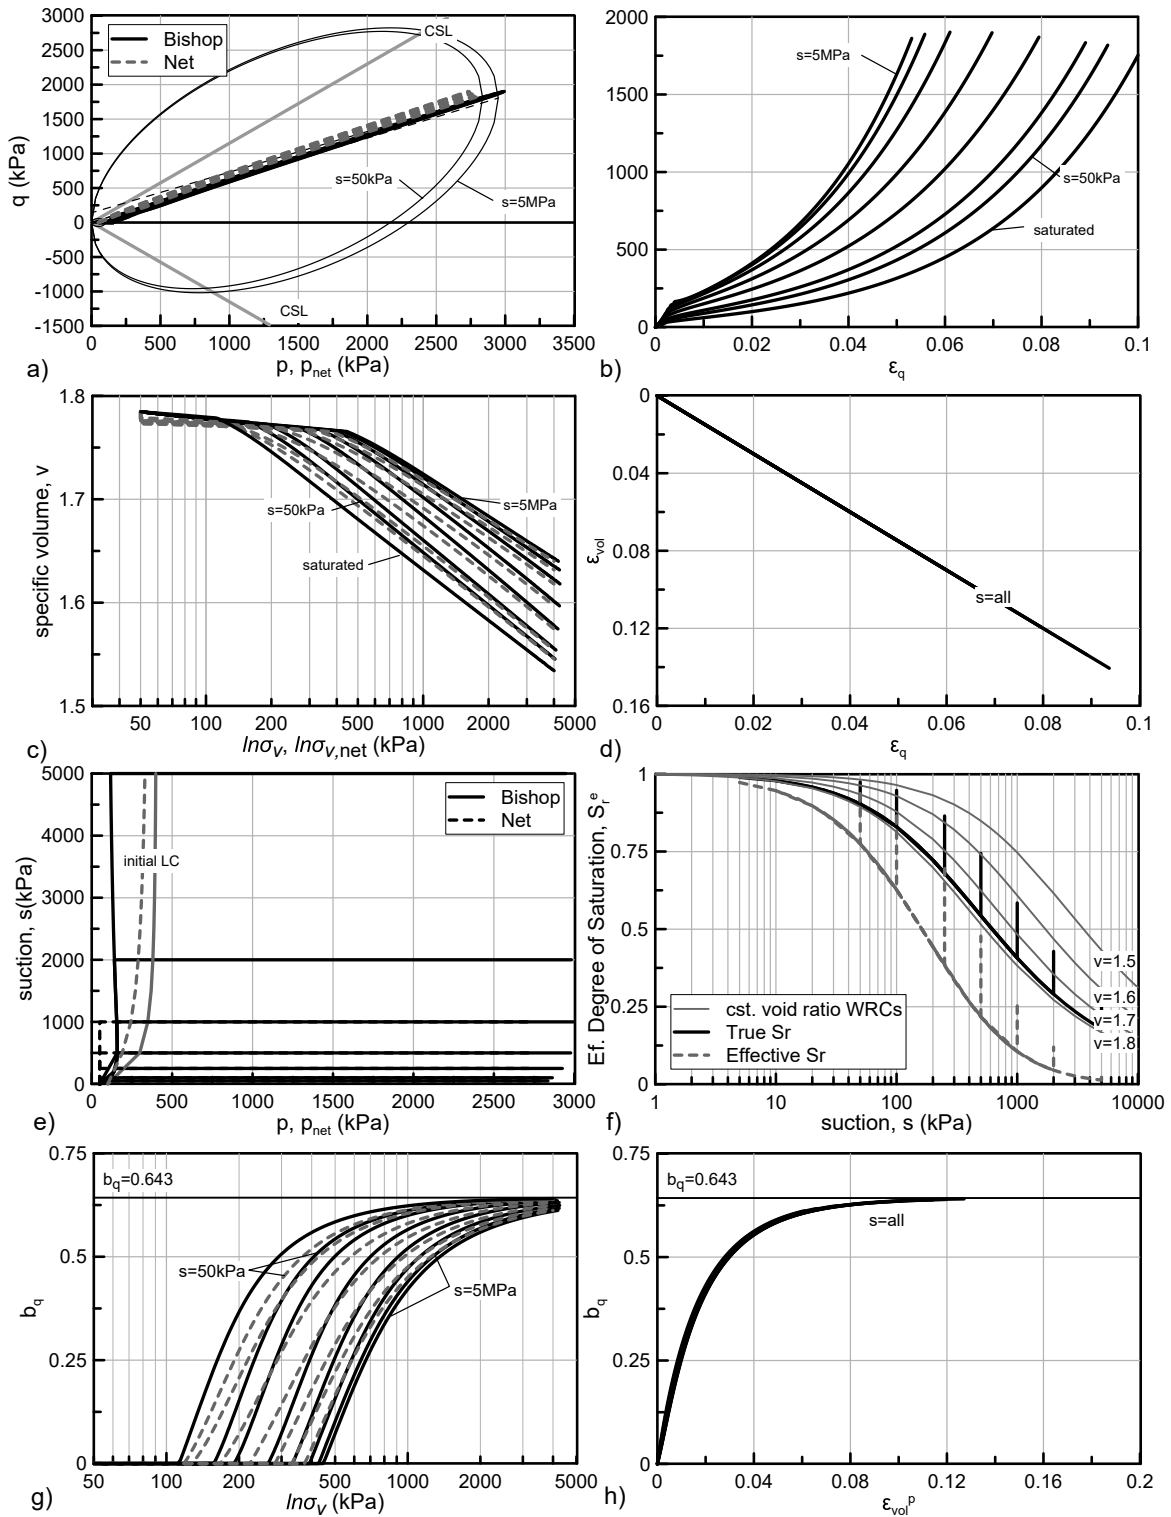 3000
2500
2000
1500
1000
500
0
-500
-1000
-1500
q (kPa)
Bishop
Net
CSL
s=50kPa
s=5MPa
CSL
0 500 1000 1500 2000 2500 3000 3500
p, pnet (kPa)
a)
2000
1500
1000
500
0
s=5MPa
s=50kPa
saturated
0 0.02 0.04 0.06 0.08 0.1
εq
b)
1.8
1.7
1.6
1.5
specific volume, v
s=50kPa
s=5MPa
saturated
50 100 200 500 1000 2000 5000
lnσv, lnσv,net (kPa)
c)
0
0.04
0.08
0.12
0.16
εvol
s=all
0 0.02 0.04 0.06 0.08 0.1
εq
d)
5000
4000
3000
2000
1000
0
suction, s(kPa)
Bishop
Net
initial LC
0 500 1000 1500 2000 2500 3000
p, pnet (kPa)
e)
1
0.75
0.5
0.25
0
Ef. Degree of Saturation, Sre
v=1.5
v=1.6
v=1.7
v=1.8
cst. void ratio WRCs
True Sr
Effective Sr
1 10 100 1000 10000
suction, s (kPa)
f)
0.75
0.5
0.25
0
bq
bq=0.643
s=50kPa
s=5MPa
50 100 200 500 1000 2000 5000
lnσv (kPa)
g)
0.75
0.5
0.25
0
bq
bq=0.643
s=all
0 0.04 0.08 0.12 0.16 0.2
εvolp
h)